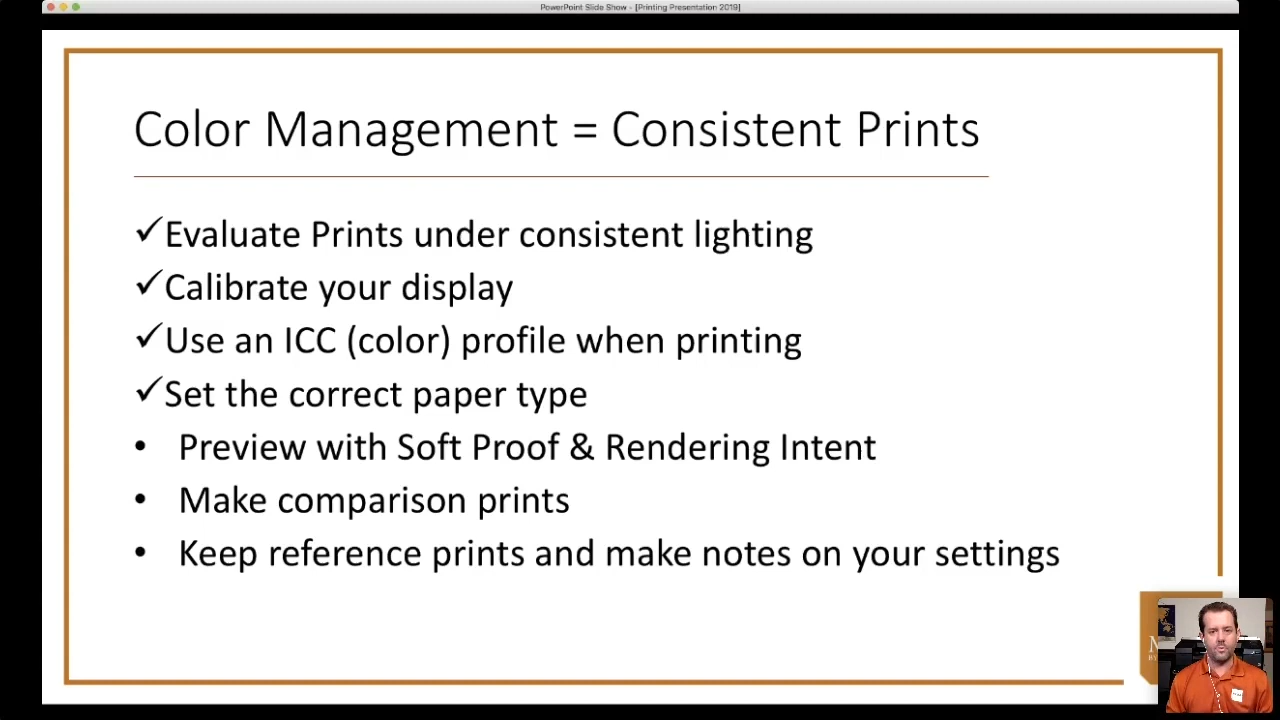 PowerPoint Slide Show - [Printing Presentation 2019]
Color Management = Consistent Prints
✓Evaluate Prints under consistent lighting
✓Calibrate your display
✓Use an ICC (color) profile when printing
✓Set the correct paper type
• Preview with Soft Proof & Rendering Intent
• Make comparison prints
• Keep reference prints and make notes on your settings